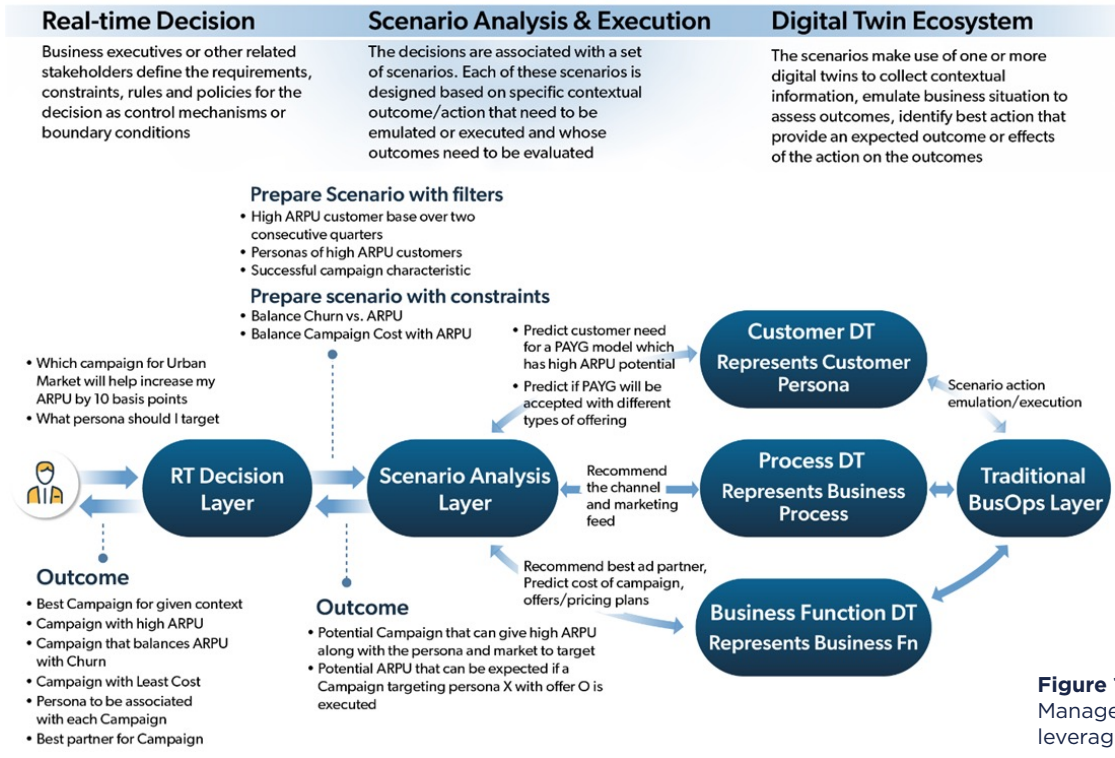 Real-time Decision
Business executives or other related
stakeholders define the requirements,
constraints, rules and policies for the
decision as control mechanisms or
boundary conditions
Scenario Analysis & Execution
The decisions are associated with a set
of scenarios. Each of these scenarios is
designed based on specific contextual
outcome/action that need to be
emulated or executed and whose
outcomes need to be evaluated
Digital Twin Ecosystem
The scenarios make use of one or more
digital twins to collect contextual
information, emulate business situation to
assess outcomes, identify best action that
provide an expected outcome or effects
of the action on the outcomes
Prepare Scenario with filters
• High ARPU customer base over two
consecutive quarters
• Personas of high ARPU customers
• Successful campaign characteristic
Prepare scenario with constraints
• Balance Churn vs. ARPU
• Balance Campaign Cost with ARPU
• Which campaign for Urban
Market will help increase my
ARPU by 10 basis points
• What persona should I target
• Predict customer need
for a PAYG model which
has high ARPU potential
• Predict if PAYG will be
accepted with different
types of offering
Customer DT
Represents Customer
Persona
Scenario action
emulation/execution
RT Decision
Layer
Scenario Analysis
Layer
Recommend
the channel
and marketing
feed
Process DT
Represents Business
Process
Traditional
BusOps Layer
Recommend best ad partner,
Predict cost of campaign,
offers/pricing plans
Business Function DT
Represents Business Fn
Outcome
• Best Campaign for given context
• Campaign with high ARPU
• Campaign that balances ARPU
with Churn
• Campaign with Least Cost
• Persona to be associated
with each Campaign
• Best partner for Campaign
Outcome
• Potential Campaign that can give high ARPU
along with the persona and market to target
• Potential ARPU that can be expected if a
Campaign targeting persona X with offer O is
executed
Figure
Manage
leverag